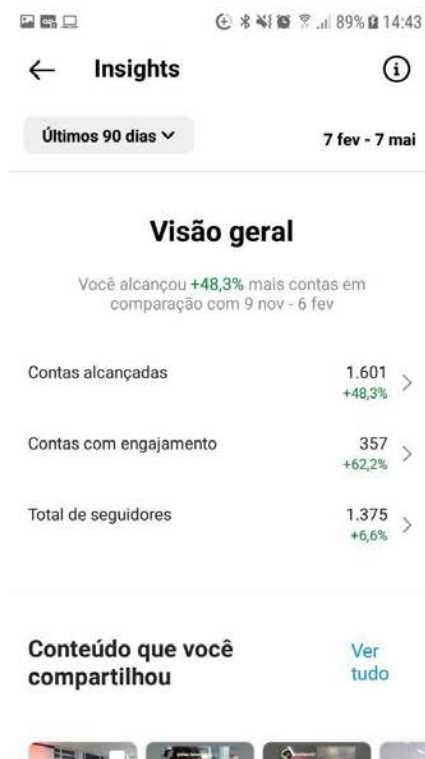 89% 14:43
Insights
Últimos 90 dias
7 fev - 7 mai
Visão geral
Você alcançou +48,3% mais contas em
comparação com 9 nov - 6 fev
Contas alcançadas
1.601
+48,3%
Contas com engajamento
357
+62,2%
Total de seguidores
1.375
+6,6%
Conteúdo que você
compartilhou
Ver
tudo